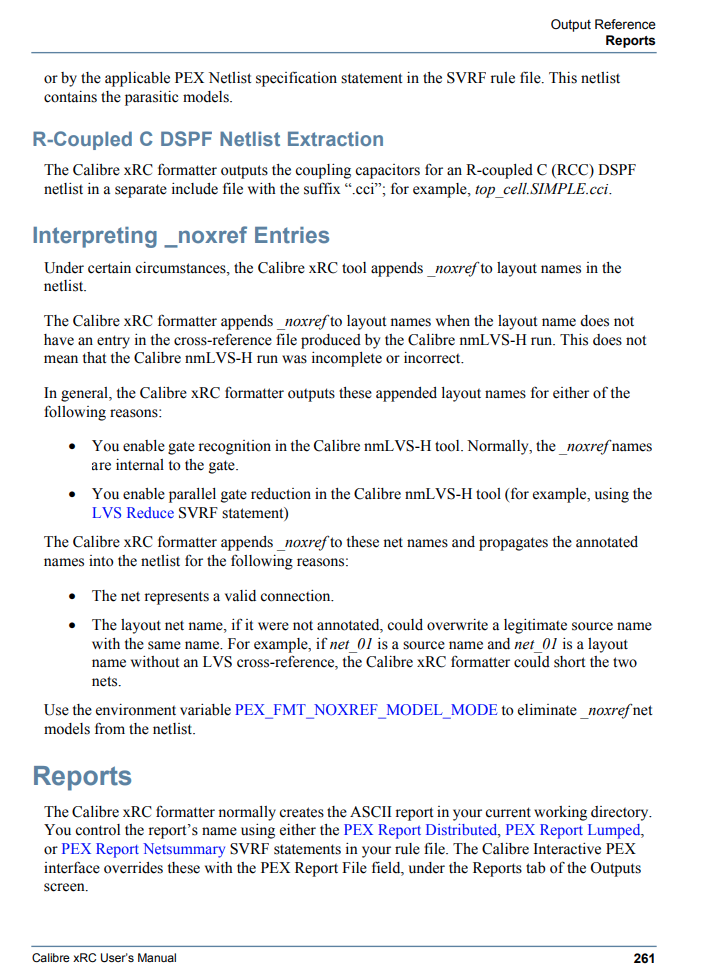 Output Reference
Reports
or by the applicable PEX Netlist specification statement in the SVRF rule file. This netlist
contains the parasitic models.
R-Coupled C DSPF Netlist Extraction
The Calibre xRC formatter outputs the coupling capacitors for an R-coupled C (RCC) DSPF
netlist in a separate include file with the suffix “.cci”; for example, top_cell.SIMPLE.cci.
Interpreting _noxref Entries
Under certain circumstances, the Calibre xRC tool appends _noxref to layout names in the
netlist.
The Calibre xRC formatter appends _noxref to layout names when the layout name does not
have an entry in the cross-reference file produced by the Calibre nmLVS-H run. This does not
mean that the Calibre nmLVS-H run was incomplete or incorrect.
In general, the Calibre xRC formatter outputs these appended layout names for either of the
following reasons:
• You enable gate recognition in the Calibre nmLVS-H tool. Normally, the _noxref names
are internal to the gate.
• You enable parallel gate reduction in the Calibre nmLVS-H tool (for example, using the
LVS Reduce SVRF statement)
The Calibre xRC formatter appends _noxref to these net names and propagates the annotated
names into the netlist for the following reasons:
• The net represents a valid connection.
• The layout net name, if it were not annotated, could overwrite a legitimate source name
with the same name. For example, if net_01 is a source name and net_01 is a layout
name without an LVS cross-reference, the Calibre xRC formatter could short the two
nets.
Use the environment variable PEX_FMT_NOXREF_MODEL_MODE to eliminate _noxref net
models from the netlist.
Reports
The Calibre xRC formatter normally creates the ASCII report in your current working directory.
You control the report’s name using either the PEX Report Distributed, PEX Report Lumped,
or PEX Report Netsummary SVRF statements in your rule file. The Calibre Interactive PEX
interface overrides these with the PEX Report File field, under the Reports tab of the Outputs
screen.
Calibre xRC User’s Manual
261